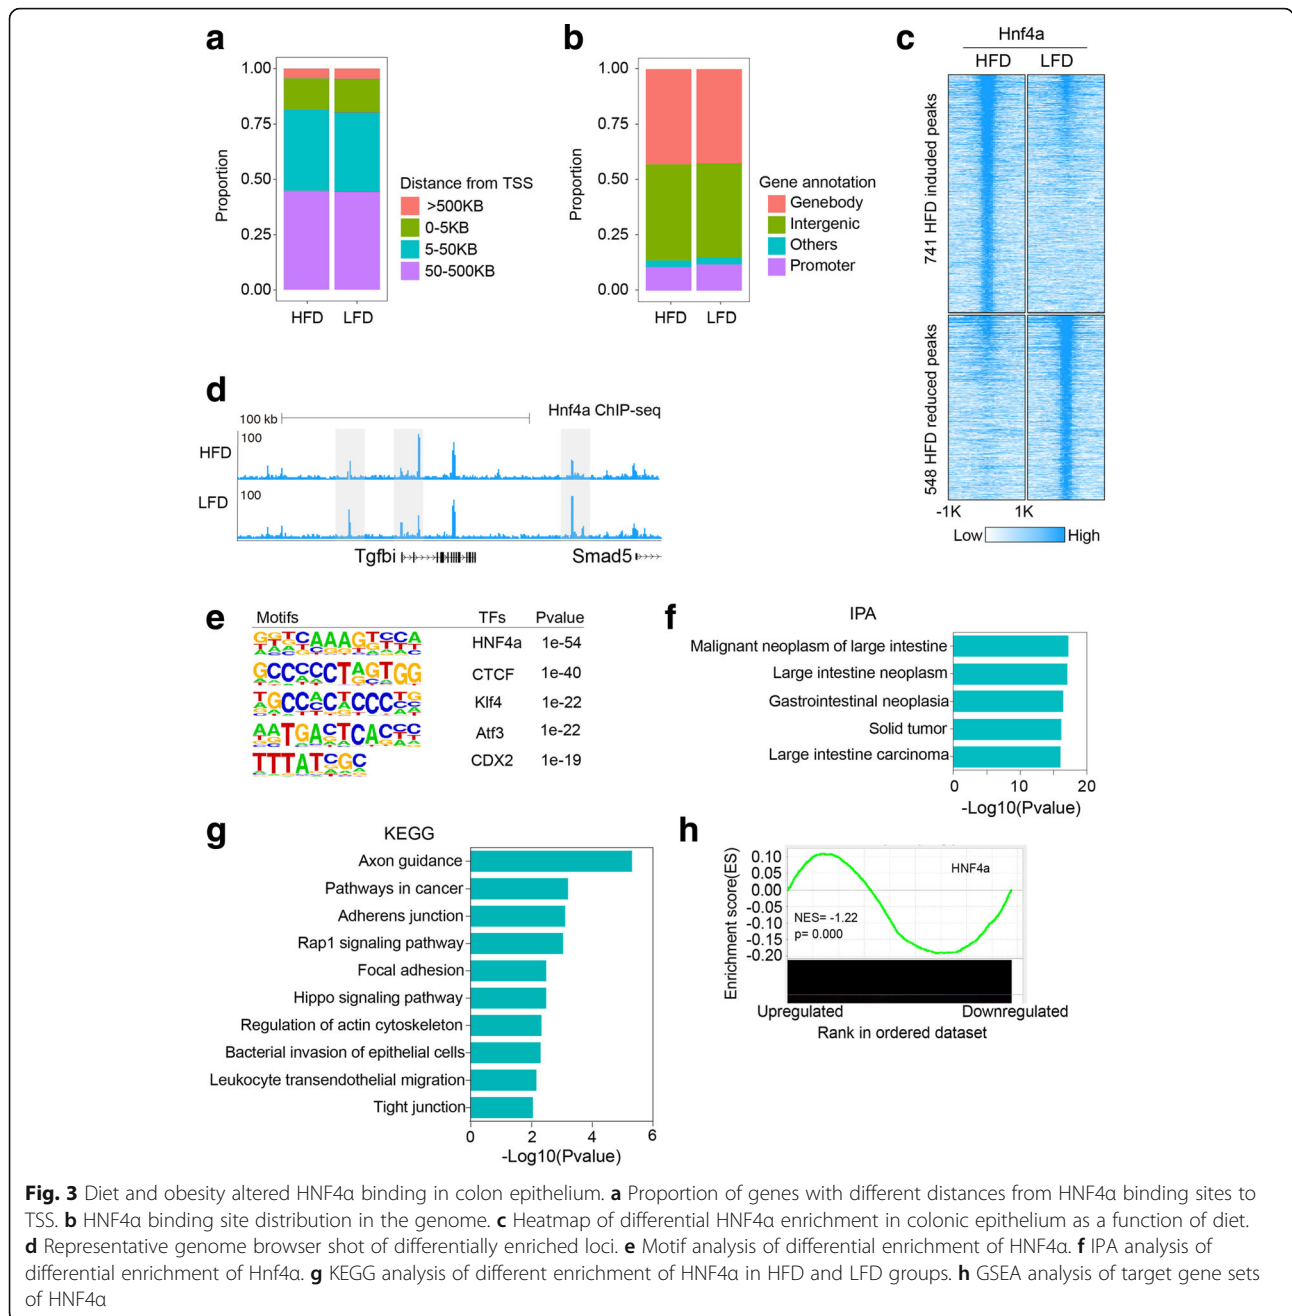 a
1.00
0.75
0.50
0.25
0.00
Proportion
HFD LFD
Distance from TSS
>500KB
0-5KB
5-50KB
50-500KB
b
1.00
0.75
0.50
0.25
0.00
Proportion
HFD LFD
Gene annotation
Genebody
Intergenic
Others
Promoter
c
Hnf4a
HFD LFD
741 HFD induded peaks
548 HFD reduced peaks
-1K 1K
Low High
d
100 kb
Hnf4a ChIP-seq
HFD
100
LFD
100
Tgfbi
Smad5
e
Motifs TFs Pvalue
HNF4a 1e-54
CTCF 1e-40
Klf4 1e-22
Atf3 1e-22
CDX2 1e-19
f
IPA
Malignant neoplasm of large intestine
Large intestine neoplasm
Gastrointestinal neoplasia
Solid tumor
Large intestine carcinoma
0 10 20
-Log10(Pvalue)
g
KEGG
Axon guidance
Pathways in cancer
Adherens junction
Rap1 signaling pathway
Focal adhesion
Hippo signaling pathway
Regulation of actin cytoskeleton
Bacterial invasion of epithelial cells
Leukocyte transendothelial migration
Tight junction
0 2 4 6
-Log10(Pvalue)
h
Enrichment score(ES)
0.10
0.05
0.00
-0.05
-0.10
-0.15
-0.20
HNF4a
NES= -1.22
p= 0.000
Upregulated Downregulated
Rank in ordered dataset
Fig. 3 Diet and obesity altered HNF4α binding in colon epithelium. a Proportion of genes with different distances from HNF4α binding sites to
TSS. b HNF4α binding site distribution in the genome. c Heatmap of differential HNF4α enrichment in colonic epithelium as a function of diet.
d Representative genome browser shot of differentially enriched loci. e Motif analysis of differential enrichment of HNF4α. f IPA analysis of
differential enrichment of Hnf4α. g KEGG analysis of different enrichment of HNF4α in HFD and LFD groups. h GSEA analysis of target gene sets
of HNF4α